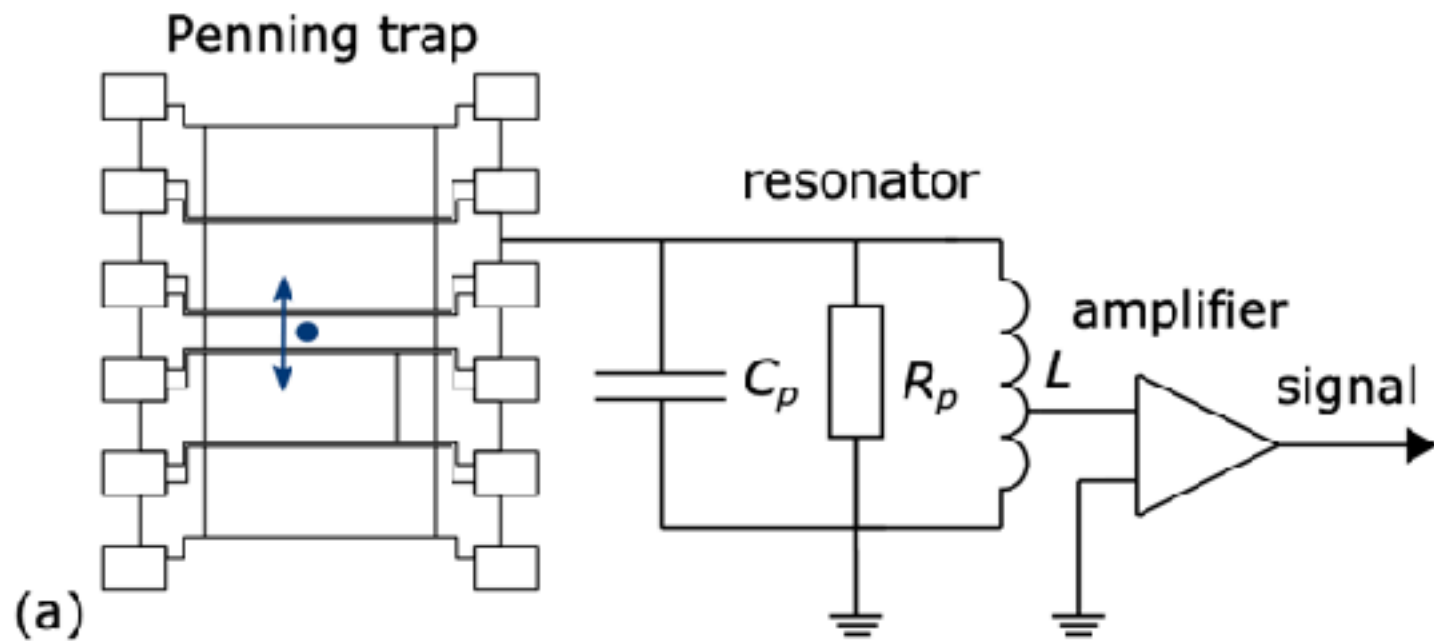 Penning trap
resonator
amplifier
C_p
R_p
L
signal
(a)